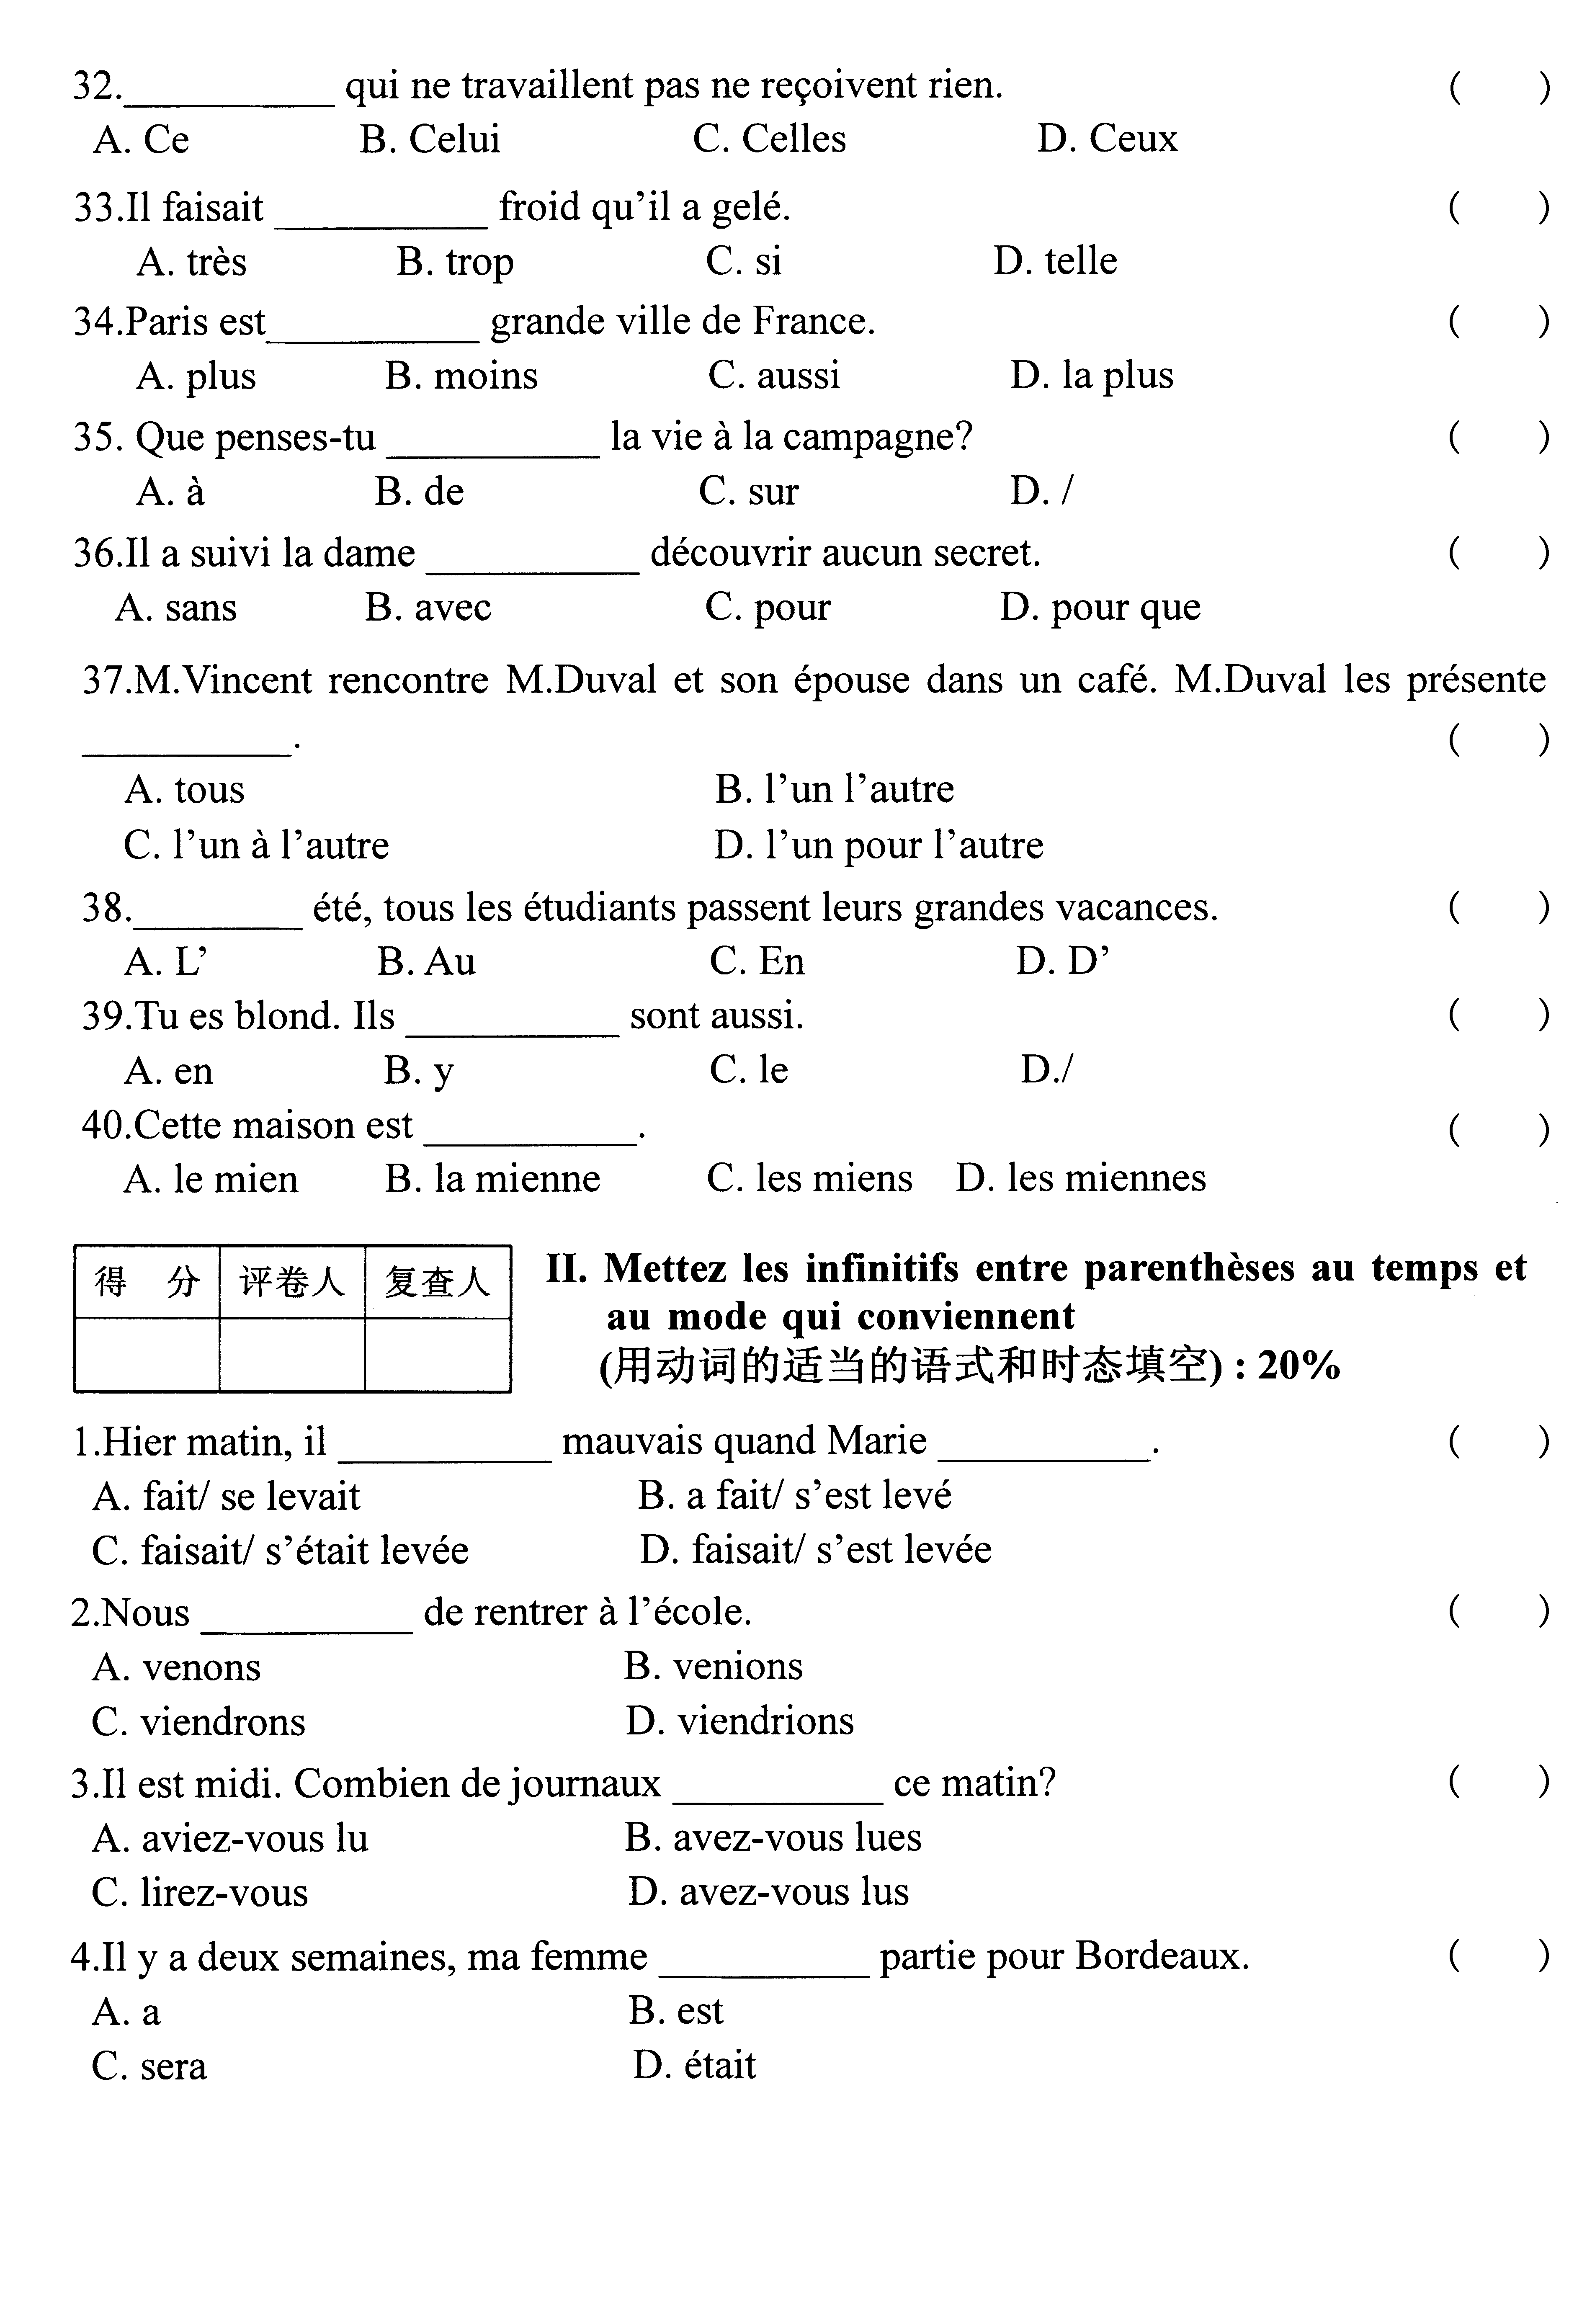 32.__________ qui ne travaillent pas ne reçoivent rien. ( )
A. Ce B. Celui C. Celles D. Ceux
33.Il faisait __________ froid qu’il a gelé. ( )
A. très B. trop C. si D. telle
34.Paris est__________ grande ville de France. ( )
A. plus B. moins C. aussi D. la plus
35. Que penses-tu __________ la vie à la campagne? ( )
A. à B. de C. sur D. /
36.Il a suivi la dame __________ découvrir aucun secret. ( )
A. sans B. avec C. pour D. pour que
37.M.Vincent rencontre M.Duval et son épouse dans un café. M.Duval les présente
__________. ( )
A. tous B. l’un l’autre
C. l’un à l’autre D. l’un pour l’autre
38.________ été, tous les étudiants passent leurs grandes vacances. ( )
A. L’ B. Au C. En D. D’
39.Tu es blond. Ils __________ sont aussi. ( )
A. en B. y C. le D./
40.Cette maison est __________. ( )
A. le mien B. la mienne C. les miens D. les miennes
得 分 评卷人 复查人
II. Mettez les infinitifs entre parenthèses au temps et
au mode qui conviennent
(用动词的适当的语式和时态填空) : 20%
1.Hier matin, il __________ mauvais quand Marie __________. ( )
A. fait/ se levait B. a fait/ s’est levé
C. faisait/ s’était levée D. faisait/ s’est levée
2.Nous __________ de rentrer à l’école. ( )
A. venons B. venions
C. viendrons D. viendrions
3.Il est midi. Combien de journaux __________ ce matin? ( )
A. aviez-vous lu B. avez-vous lues
C. lirez-vous D. avez-vous lus
4.Il y a deux semaines, ma femme __________ partie pour Bordeaux. ( )
A. a B. est
C. sera D. était